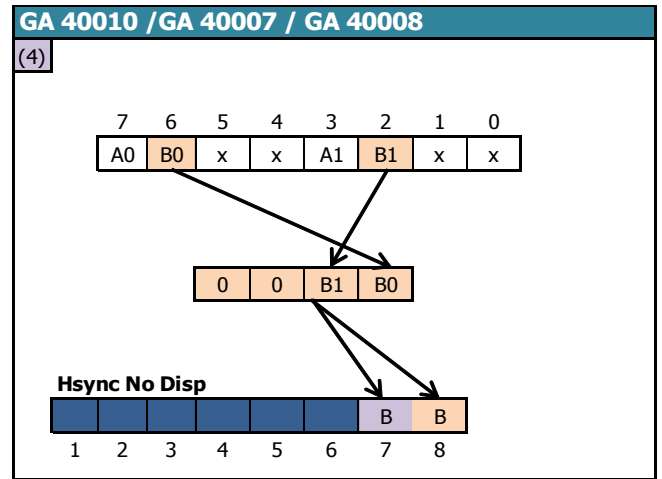 GA 40010 /GA 40007 / GA 40008
(4)
7 6 5 4 3 2 1 0
A0 B0 x x A1 B1 x x
0 0 B1 B0
Hsync No Disp
B B
1 2 3 4 5 6 7 8